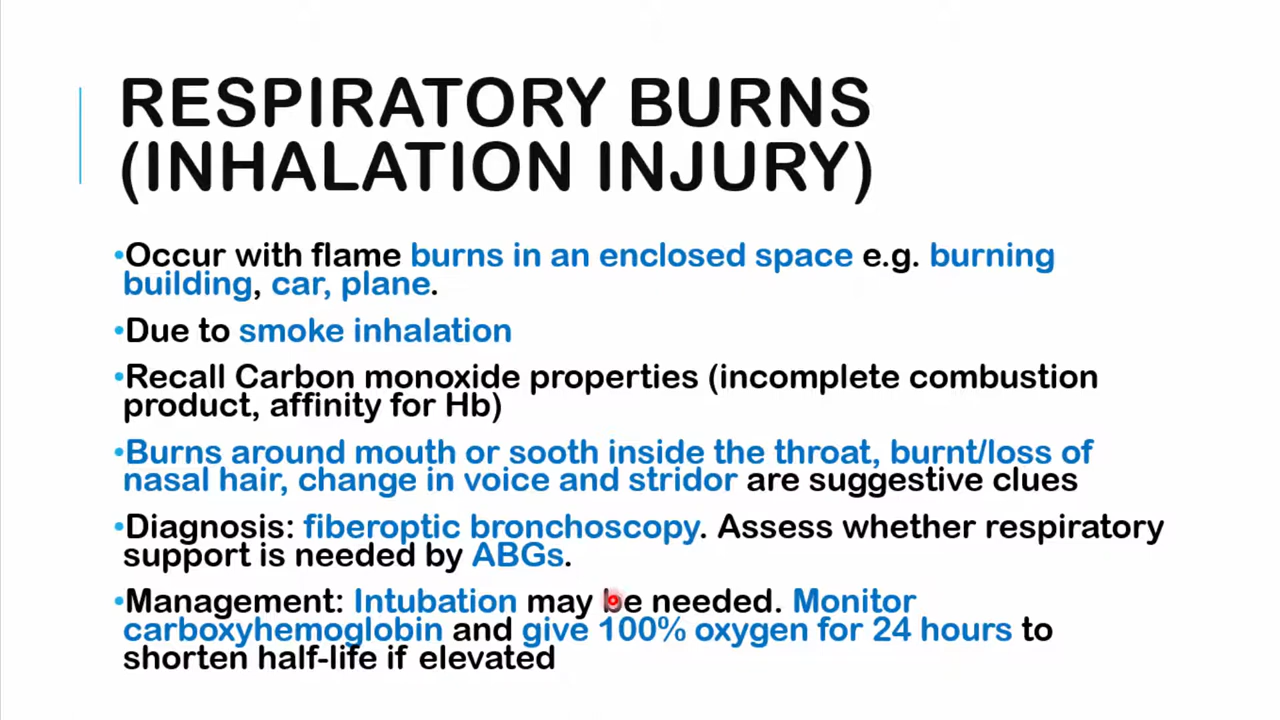 RESPIRATORY BURNS
(INHALATION INJURY)
•Occur with flame burns in an enclosed space e.g. burning
building, car, plane.
•Due to smoke inhalation
•Recall Carbon monoxide properties (incomplete combustion
product, affinity for Hb)
•Burns around mouth or sooth inside the throat, burnt/loss of
nasal hair, change in voice and stridor are suggestive clues
•Diagnosis: fiberoptic bronchoscopy. Assess whether respiratory
support is needed by ABGs.
•Management: Intubation may be needed. Monitor
carboxyhemoglobin and give 100% oxygen for 24 hours to
shorten half-life if elevated